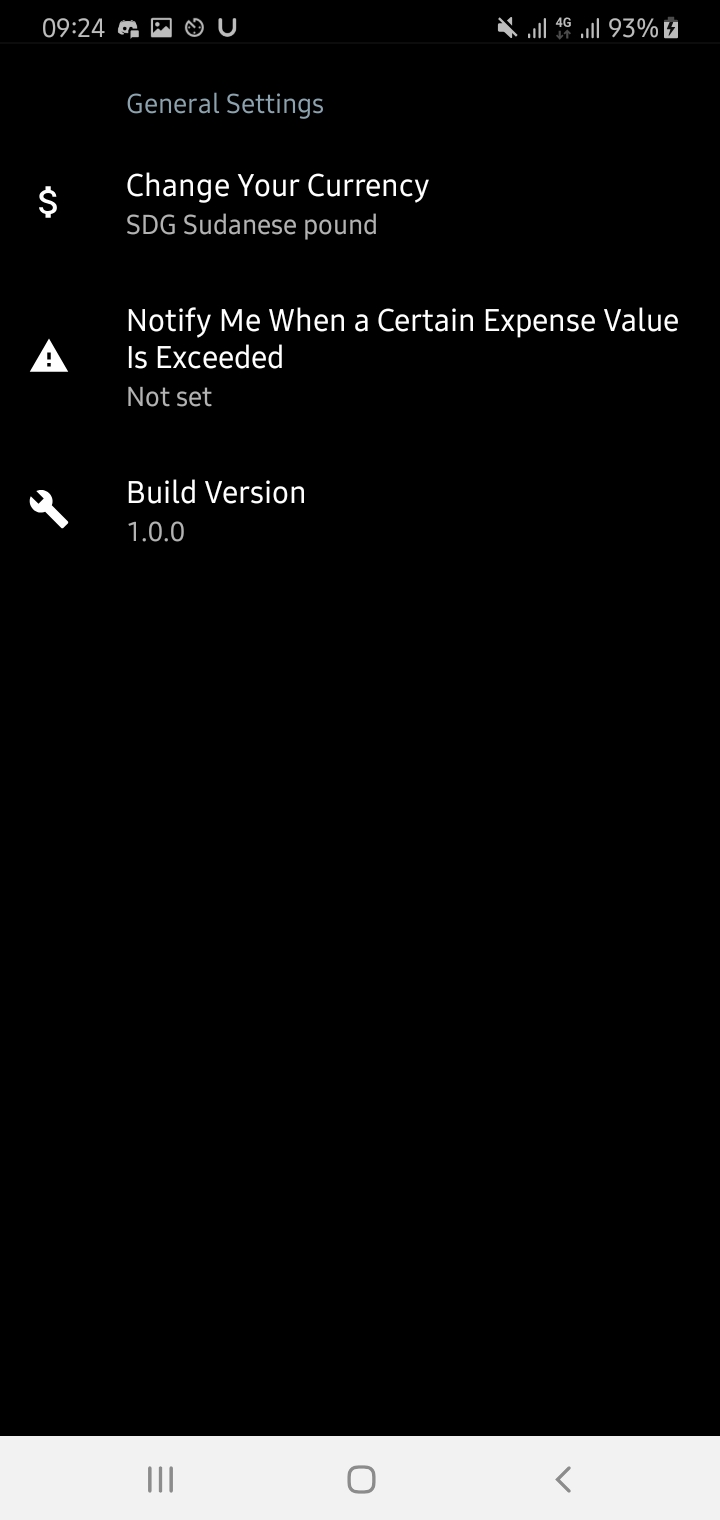 09:24 4G 93%
General Settings
Change Your Currency
SDG Sudanese pound
Notify Me When a Certain Expense Value
Is Exceeded
Not set
Build Version
1.0.0